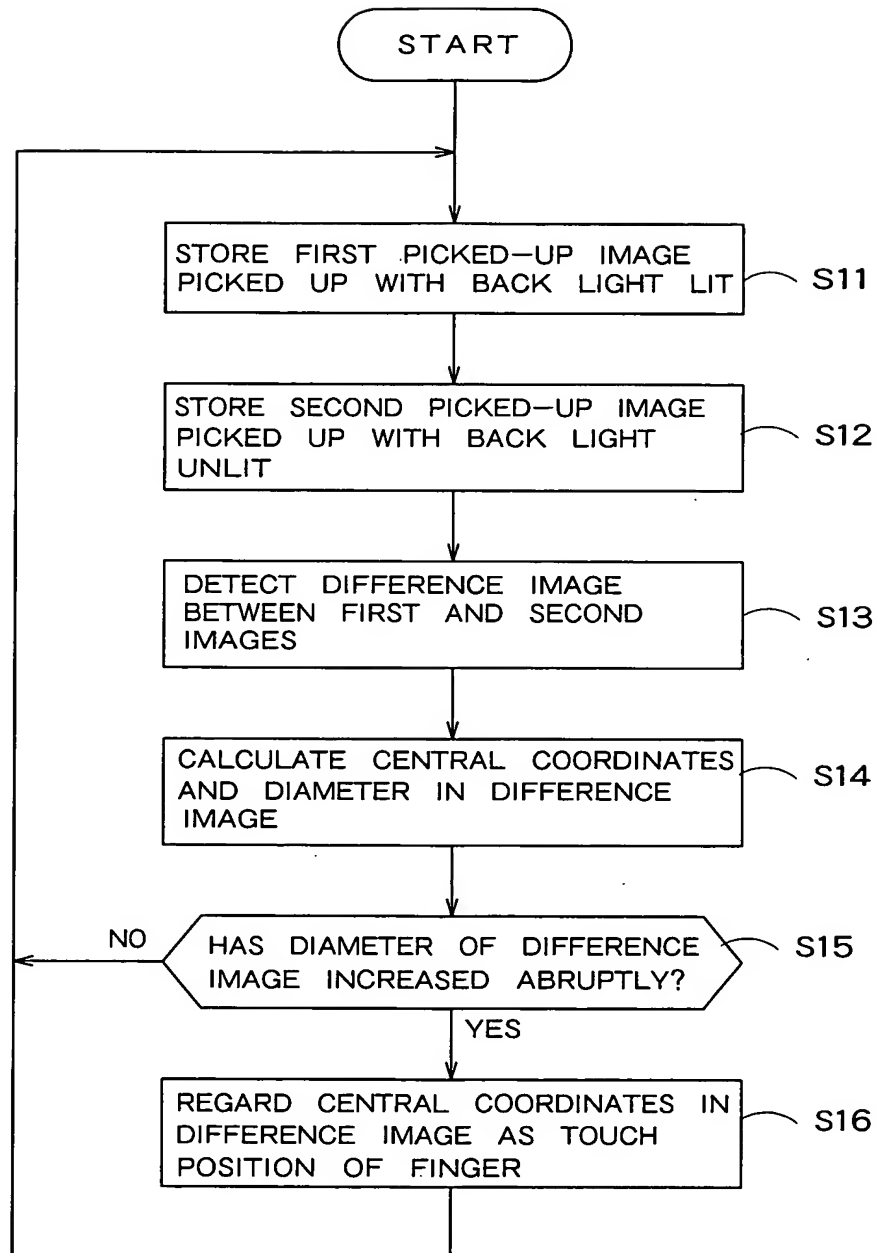 START
STORE FIRST PICKED-UP IMAGE
PICKED UP WITH BACK LIGHT LIT
S11
STORE SECOND PICKED-UP IMAGE
PICKED UP WITH BACK LIGHT
UNLIT
S12
DETECT DIFFERENCE IMAGE
BETWEEN FIRST AND SECOND
IMAGES
S13
CALCULATE CENTRAL COORDINATES
AND DIAMETER IN DIFFERENCE
IMAGE
S14
NO
HAS DIAMETER OF DIFFERENCE
IMAGE INCREASED ABRUPTLY?
S15
YES
REGARD CENTRAL COORDINATES IN
DIFFERENCE IMAGE AS TOUCH
POSITION OF FINGER
S16